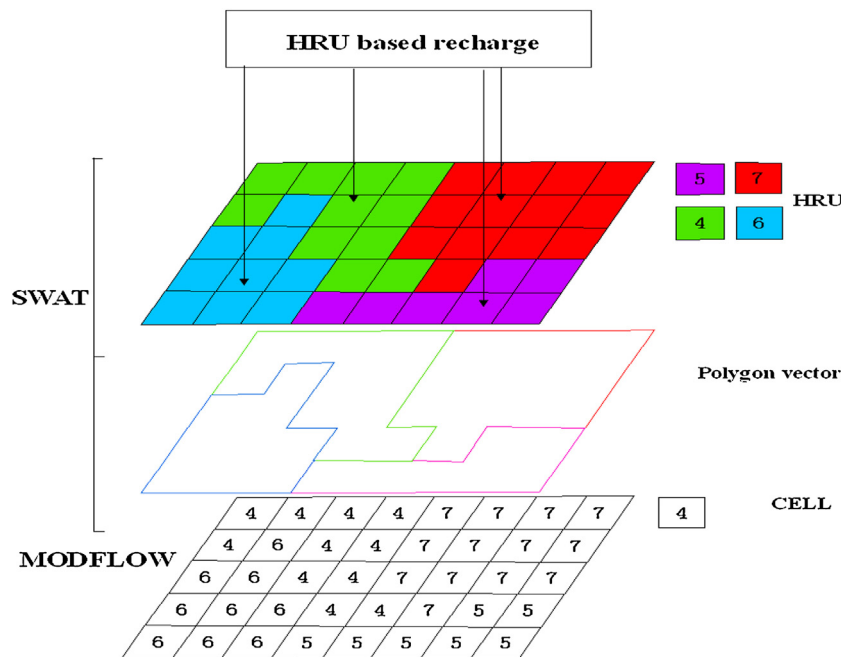 HRU based recharge
5 7
HRU
4 6
SWAT
Polygon vector
4 4 4 4 7 7 7 7
4
CELL
4 6 4 4 7 7 7 7
MODFLOW
6 6 4 4 7 7 7 7
6 6 6 4 4 7 5 5
6 6 6 5 5 5 5 5